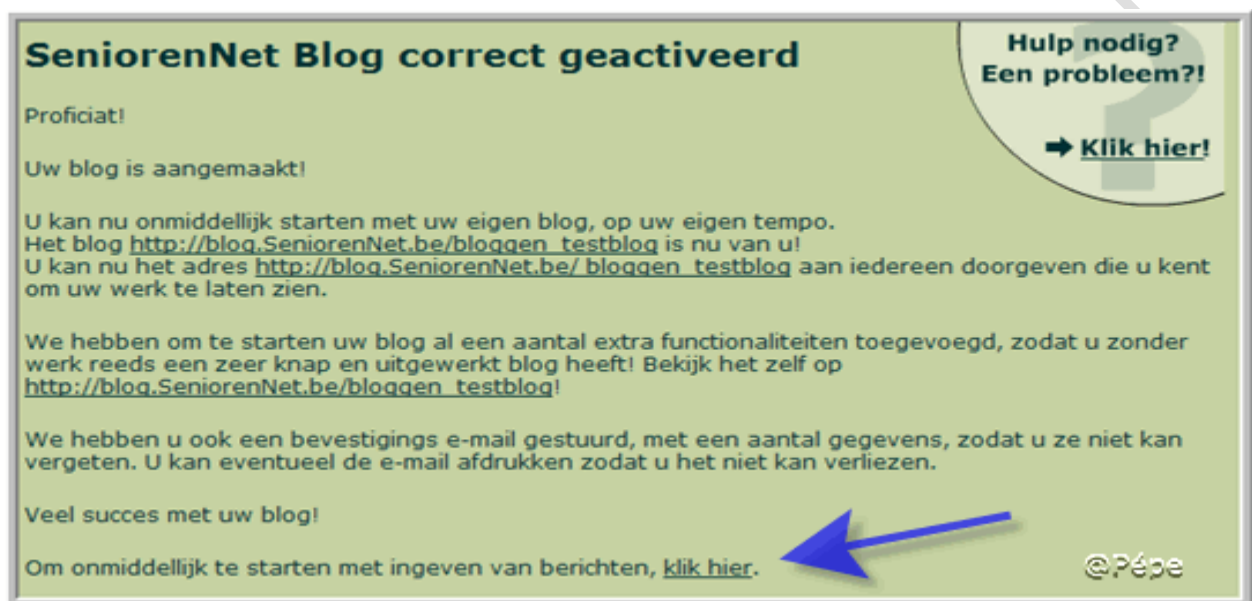 SeniorenNet Blog correct geactiveerd
Hulp nodig?
Een probleem?!
➡ Klik hier!
Proficiat!
Uw blog is aangemaakt!
U kan nu onmiddellijk starten met uw eigen blog, op uw eigen tempo.
Het blog http://blog.SeniorenNet.be/bloggen_testblog is nu van u!
U kan nu het adres http://blog.SeniorenNet.be/ bloggen_testblog aan iedereen doorgeven die u kent
om uw werk te laten zien.
We hebben om te starten uw blog al een aantal extra functionaliteiten toegevoegd, zodat u zonder
werk reeds een zeer knap en uitgewerkt blog heeft! Bekijk het zelf op
http://blog.SeniorenNet.be/bloggen_testblog!
We hebben u ook een bevestigings e-mail gestuurd, met een aantal gegevens, zodat u ze niet kan
vergeten. U kan eventueel de e-mail afdrukken zodat u het niet kan verliezen.
Veel succes met uw blog!
Om onmiddellijk te starten met ingeven van berichten, klik hier.
@Pépe